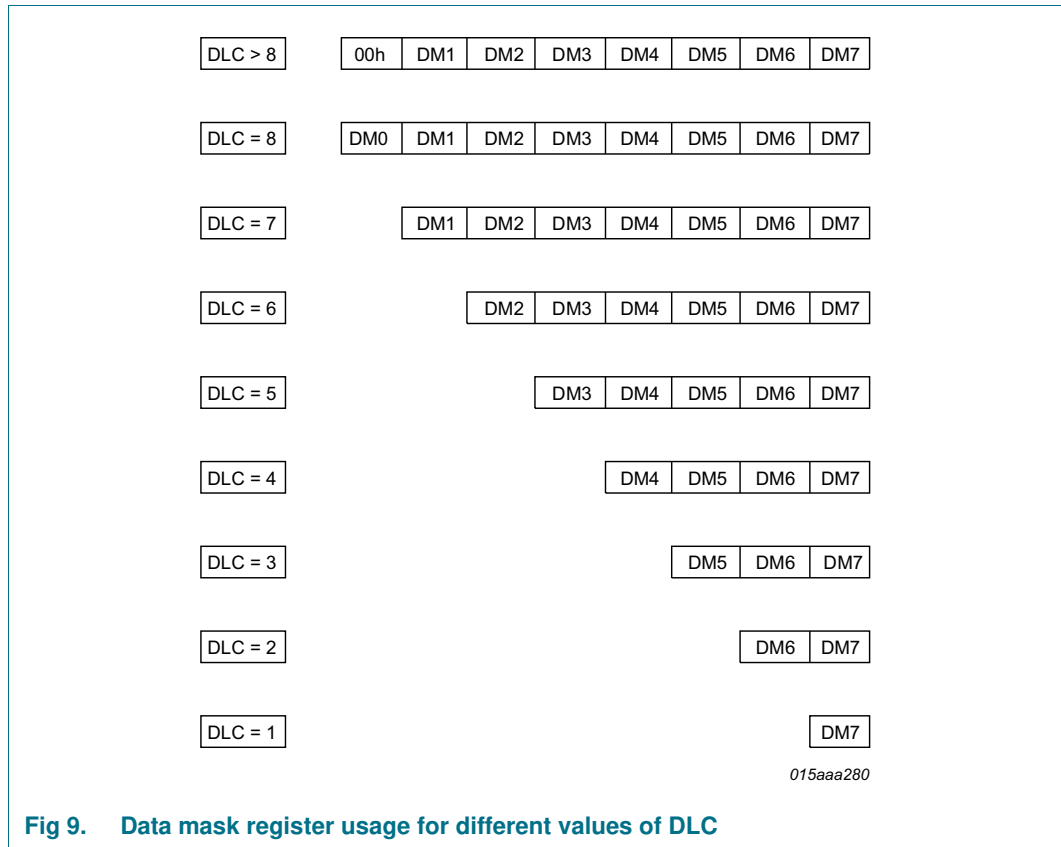 DLC > 8 00h DM1 DM2 DM3 DM4 DM5 DM6 DM7
DLC = 8 DM0 DM1 DM2 DM3 DM4 DM5 DM6 DM7
DLC = 7 DM1 DM2 DM3 DM4 DM5 DM6 DM7
DLC = 6 DM2 DM3 DM4 DM5 DM6 DM7
DLC = 5 DM3 DM4 DM5 DM6 DM7
DLC = 4 DM4 DM5 DM6 DM7
DLC = 3 DM5 DM6 DM7
DLC = 2 DM6 DM7
DLC = 1 DM7
015aaa280
Fig 9. Data mask register usage for different values of DLC